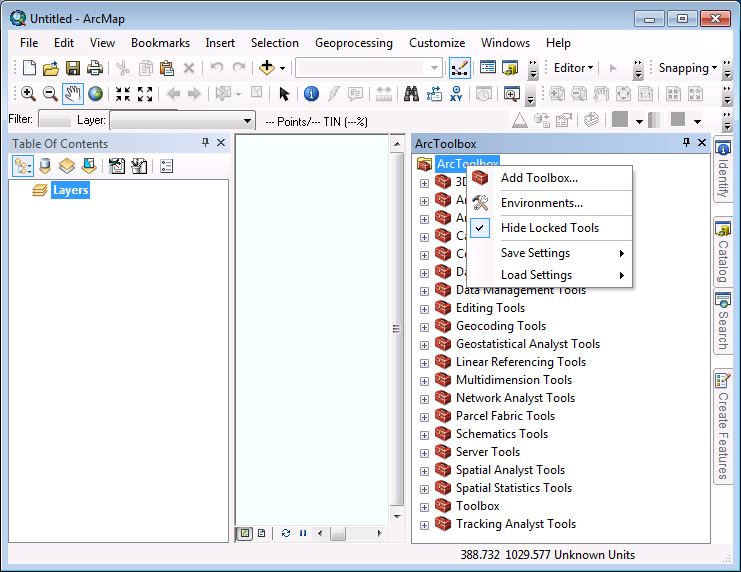 Untitled - ArcMap
File Edit View Bookmarks Insert Selection Geoprocessing Customize Windows Help
Editor Snapping
Filter: Layer: --- Points/--- TIN (---%)
Table Of Contents
Layers
ArcToolbox
ArcToolbox
Add Toolbox...
Environments...
Hide Locked Tools
Save Settings
Load Settings
3D
Data Management Tools
Editing Tools
Geocoding Tools
Geostatistical Analyst Tools
Linear Referencing Tools
Multidimension Tools
Network Analyst Tools
Parcel Fabric Tools
Schematics Tools
Server Tools
Spatial Analyst Tools
Spatial Statistics Tools
Toolbox
Tracking Analyst Tools
Identify
Catalog
Search
Create Features
388.732 1029.577 Unknown Units